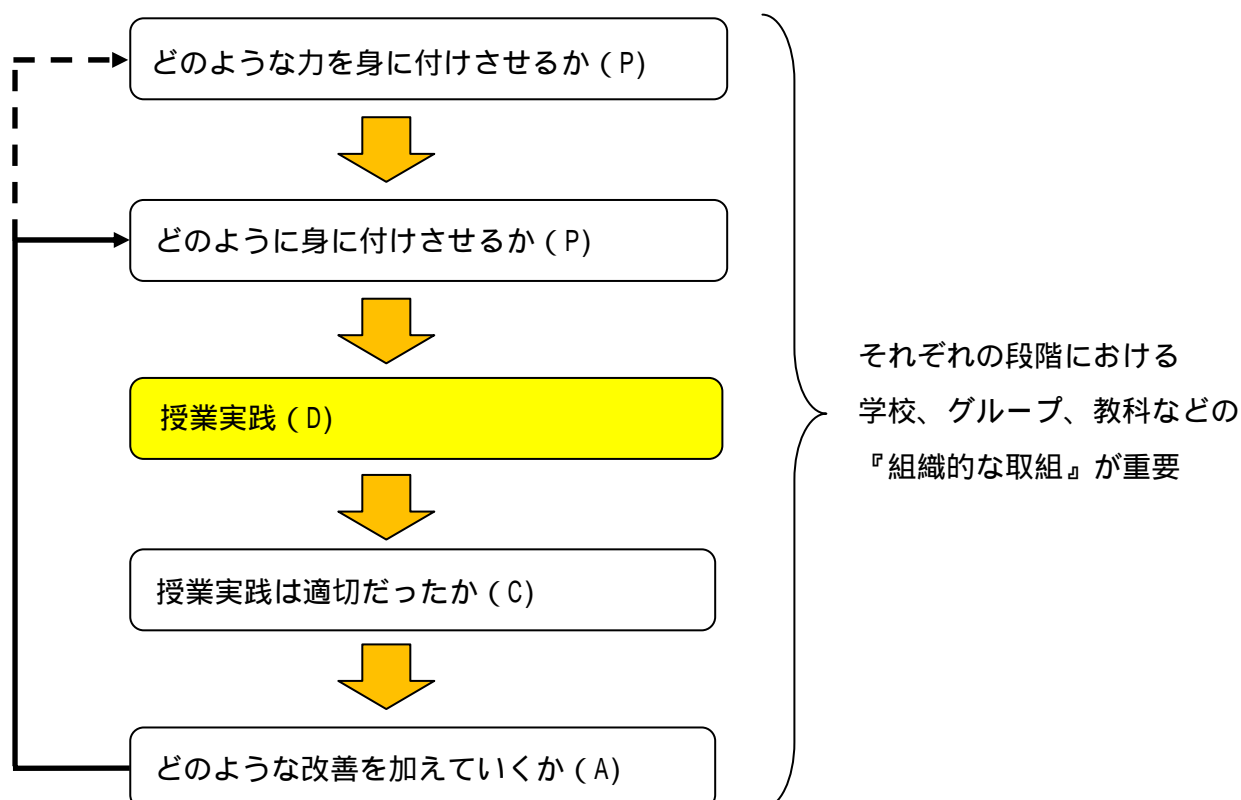 どのような力を身に付けさせるか(P)
どのように身に付けさせるか(P)
授業実践(D)
授業実践は適切だったか(C)
どのような改善を加えていくか(A)
それぞれの段階における
学校、グループ、教科などの
『組織的な取組』が重要